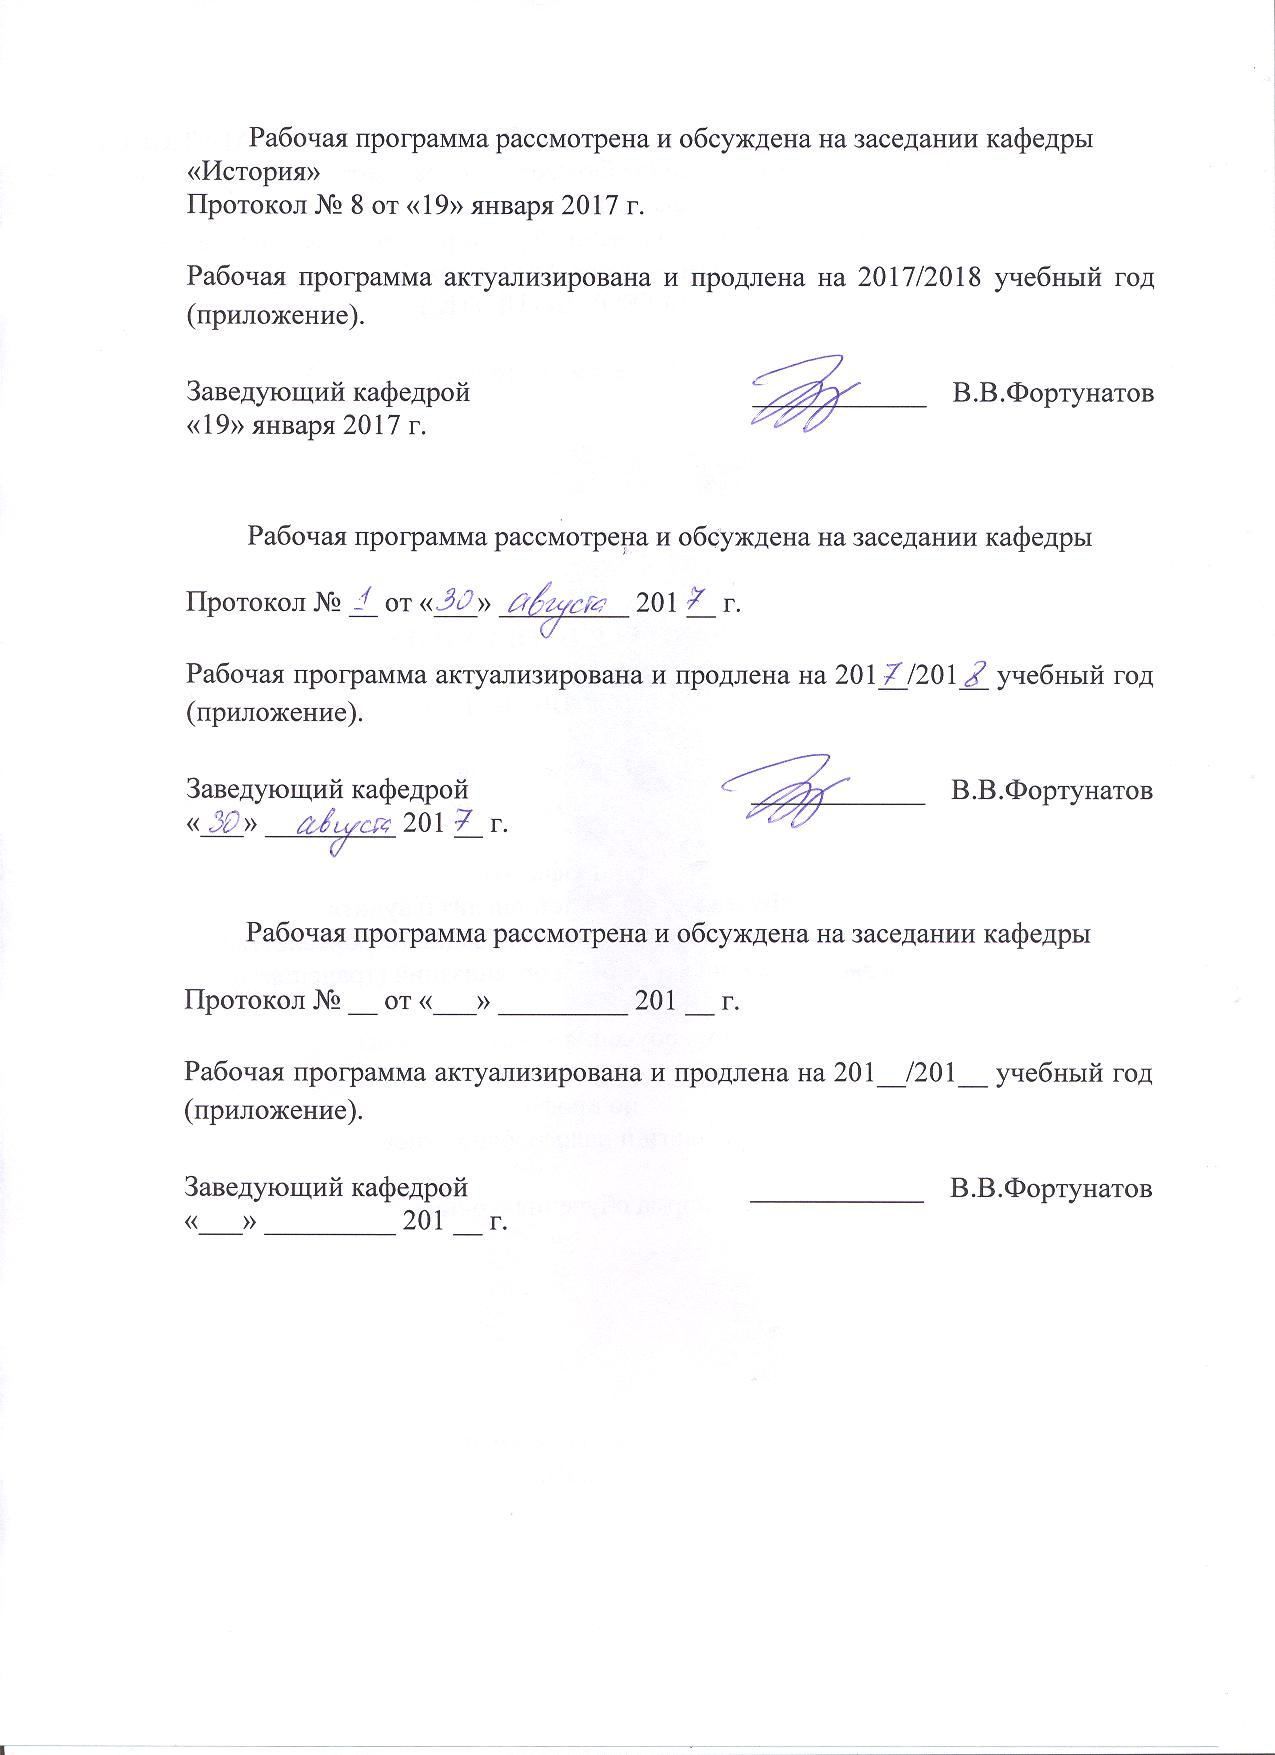 Рабочая программа рассмотрена и обсуждена на заседании кафедры
«История»
Протокол № 8 от «19» января 2017 г.
Рабочая программа актуализирована и продлена на 2017/2018 учебный год
(приложение).
Заведующий кафедрой ____________ В.В.Фортунатов
«19» января 2017 г.
Рабочая программа рассмотрена и обсуждена на заседании кафедры
Протокол № 1 от «30» августа 2017 г.
Рабочая программа актуализирована и продлена на 2017/2018 учебный год
(приложение).
Заведующий кафедрой ____________ В.В.Фортунатов
«30» августа 2017 г.
Рабочая программа рассмотрена и обсуждена на заседании кафедры
Протокол № __ от «___» _________ 201 __ г.
Рабочая программа актуализирована и продлена на 201__/201__ учебный год
(приложение).
Заведующий кафедрой ____________ В.В.Фортунатов
«___» _________ 201 __ г.